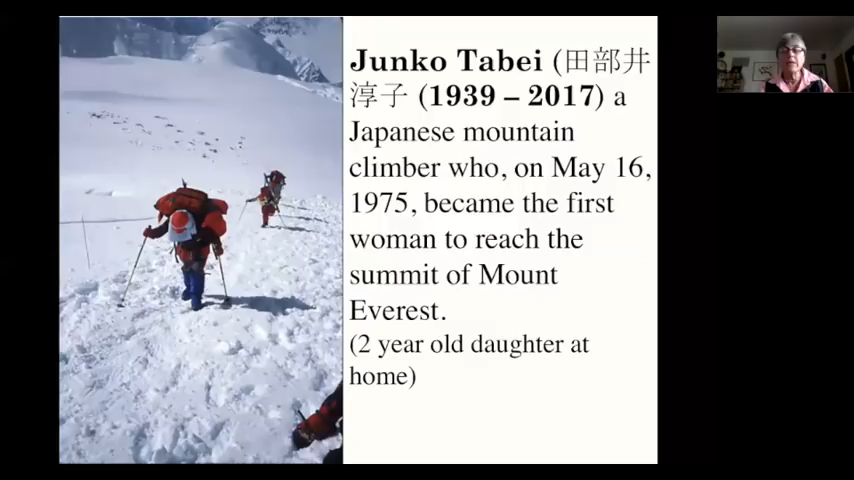 Junko Tabei (田部井
淳子 (1939 – 2017) a
Japanese mountain
climber who, on May 16,
1975, became the first
woman to reach the
summit of Mount
Everest.
(2 year old daughter at
home)